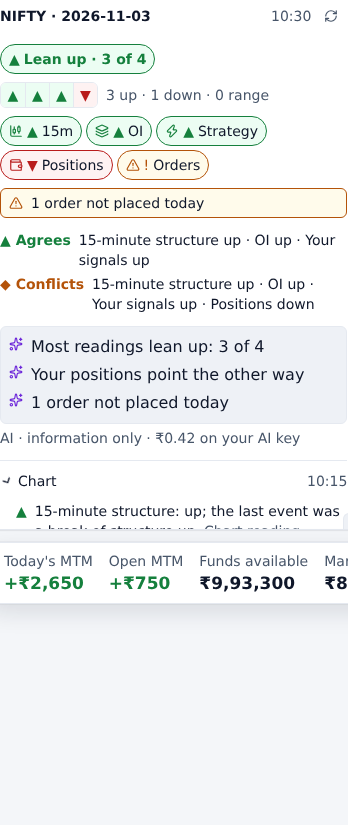 NIFTY · 2026-11-03 10:30
▲ Lean up · 3 of 4
▲ ▲ ▲ ▼ 3 up · 1 down · 0 range
▲ 15m ▲ OI ▲ Strategy
▼ Positions ! Orders
1 order not placed today
▲ Agrees 15-minute structure up · OI up · Your
signals up
◆ Conflicts 15-minute structure up · OI up ·
Your signals up · Positions down
Most readings lean up: 3 of 4
Your positions point the other way
1 order not placed today
AI · information only · ₹0.42 on your AI key
Chart 10:15
▲ 15-minute structure: up; the last event was
Today's MTM Open MTM Funds available
+₹2,650 +₹750 ₹9,93,300